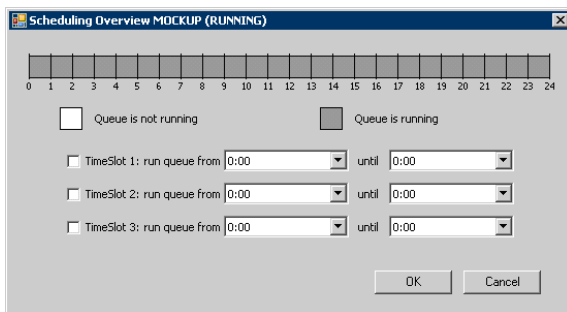 Scheduling Overview MOCKUP (RUNNING)
0 1 2 3 4 5 6 7 8 9 10 11 12 13 14 15 16 17 18 19 20 21 22 23 24
Queue is not running Queue is running
TimeSlot 1: run queue from 0:00 until 0:00
TimeSlot 2: run queue from 0:00 until 0:00
TimeSlot 3: run queue from 0:00 until 0:00
OK Cancel